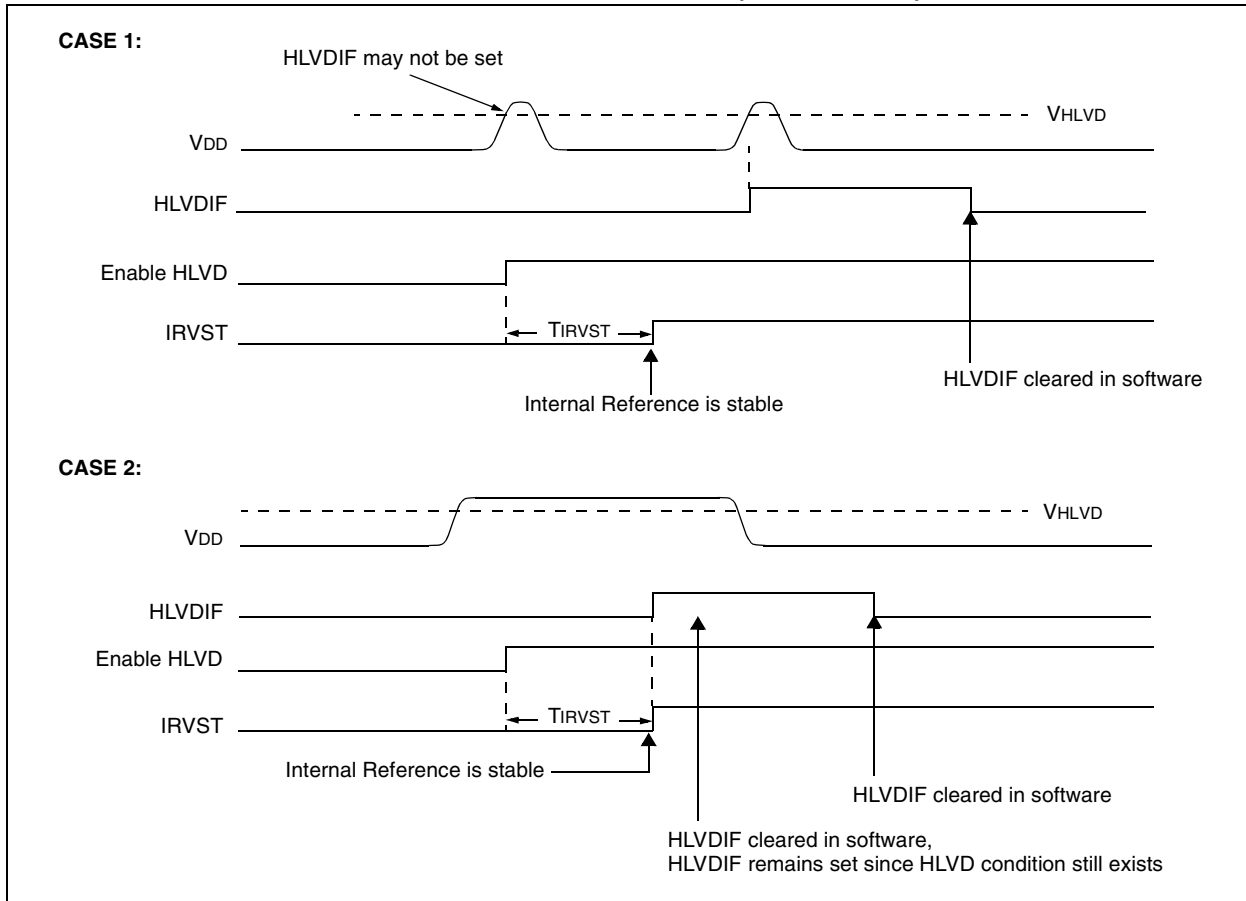 CASE 1:
HLVDIF may not be set
VHLVD
VDD
HLVDIF
Enable HLVD
IRVST
TIRVST
HLVDIF cleared in software
Internal Reference is stable
CASE 2:
VHLVD
VDD
HLVDIF
Enable HLVD
IRVST
TIRVST
Internal Reference is stable
HLVDIF cleared in software
HLVDIF cleared in software,
HLVDIF remains set since HLVD condition still exists